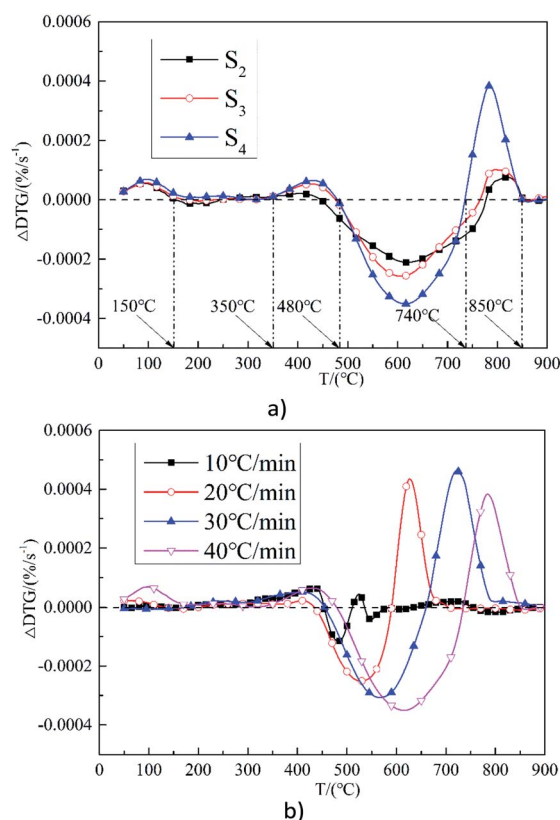 0.0006
0.0004
0.0002
0.0000
-0.0002
-0.0004
△DTG/(%/s⁻¹)
S₂
S₃
S₄
150℃
350℃
480℃
740℃
850℃
0 100 200 300 400 500 600 700 800 900
T/(℃)
a)
0.0006
0.0004
0.0002
0.0000
-0.0002
-0.0004
△DTG/(%/s⁻¹)
10℃/min
20℃/min
30℃/min
40℃/min
0 100 200 300 400 500 600 700 800 900
T/(℃)
b)